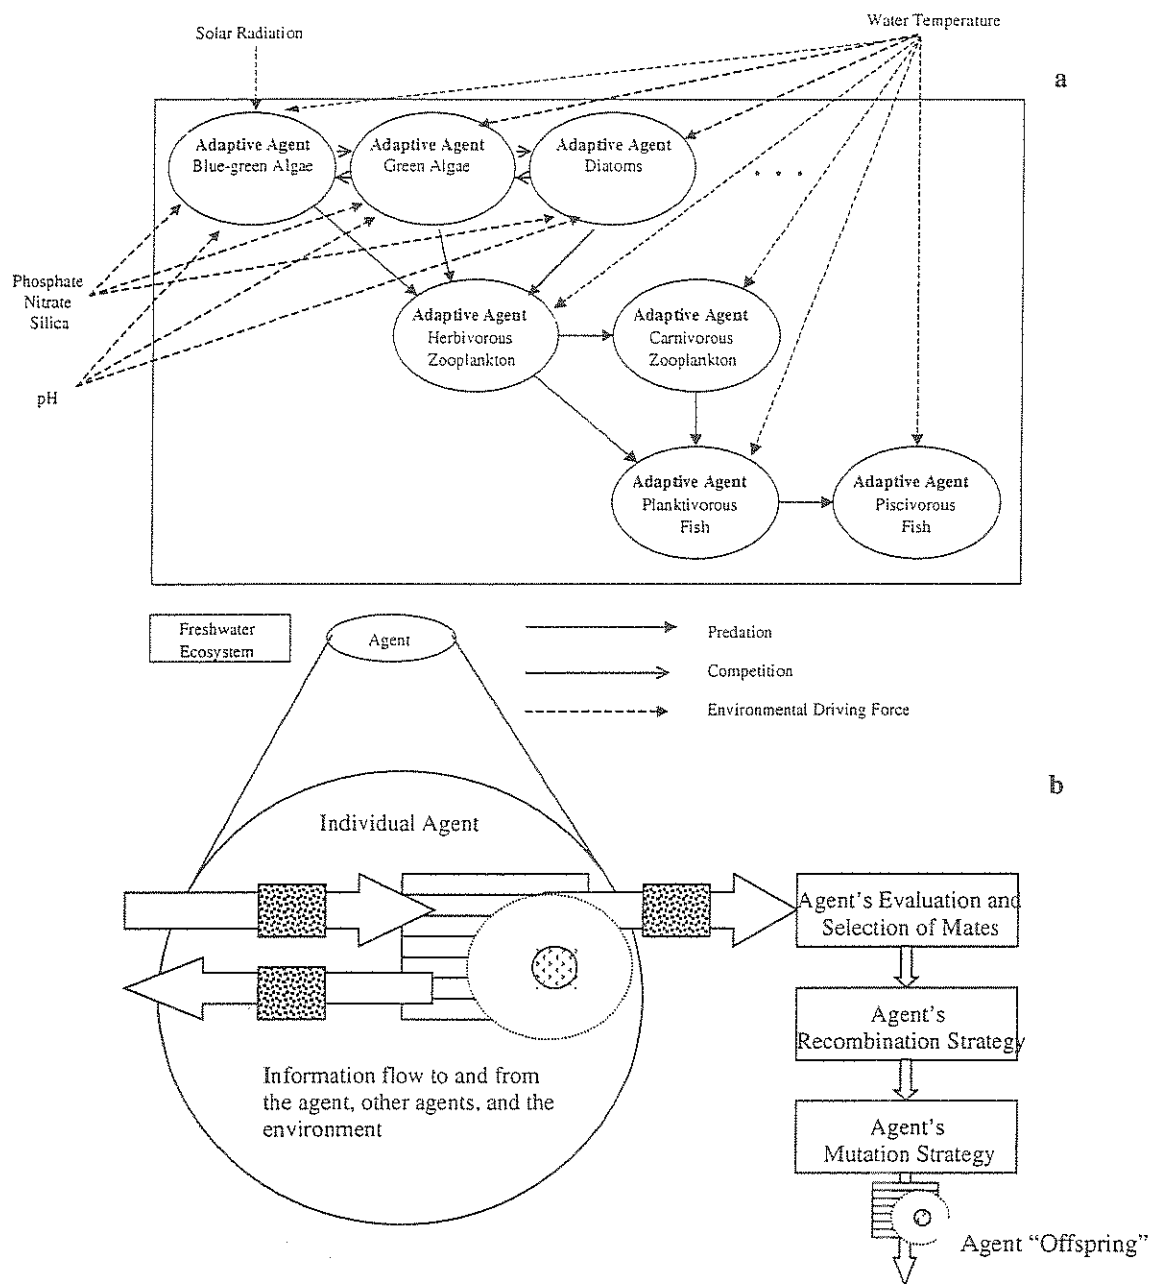 Solar Radiation
Water Temperature
a
Adaptive Agent
Blue-green Algae
Adaptive Agent
Green Algae
Adaptive Agent
Diatoms
. . .
Phosphate
Nitrate
Silica
pH
Adaptive Agent
Herbivorous
Zooplankton
Adaptive Agent
Carnivorous
Zooplankton
Adaptive Agent
Planktivorous
Fish
Adaptive Agent
Piscivorous
Fish
Freshwater
Ecosystem
Agent
Predation
Competition
Environmental Driving Force
b
Individual Agent
Information flow to and from
the agent, other agents, and the
environment
Agent's Evaluation and
Selection of Mates
Agent's
Recombination Strategy
Agent's
Mutation Strategy
Agent "Offspring"